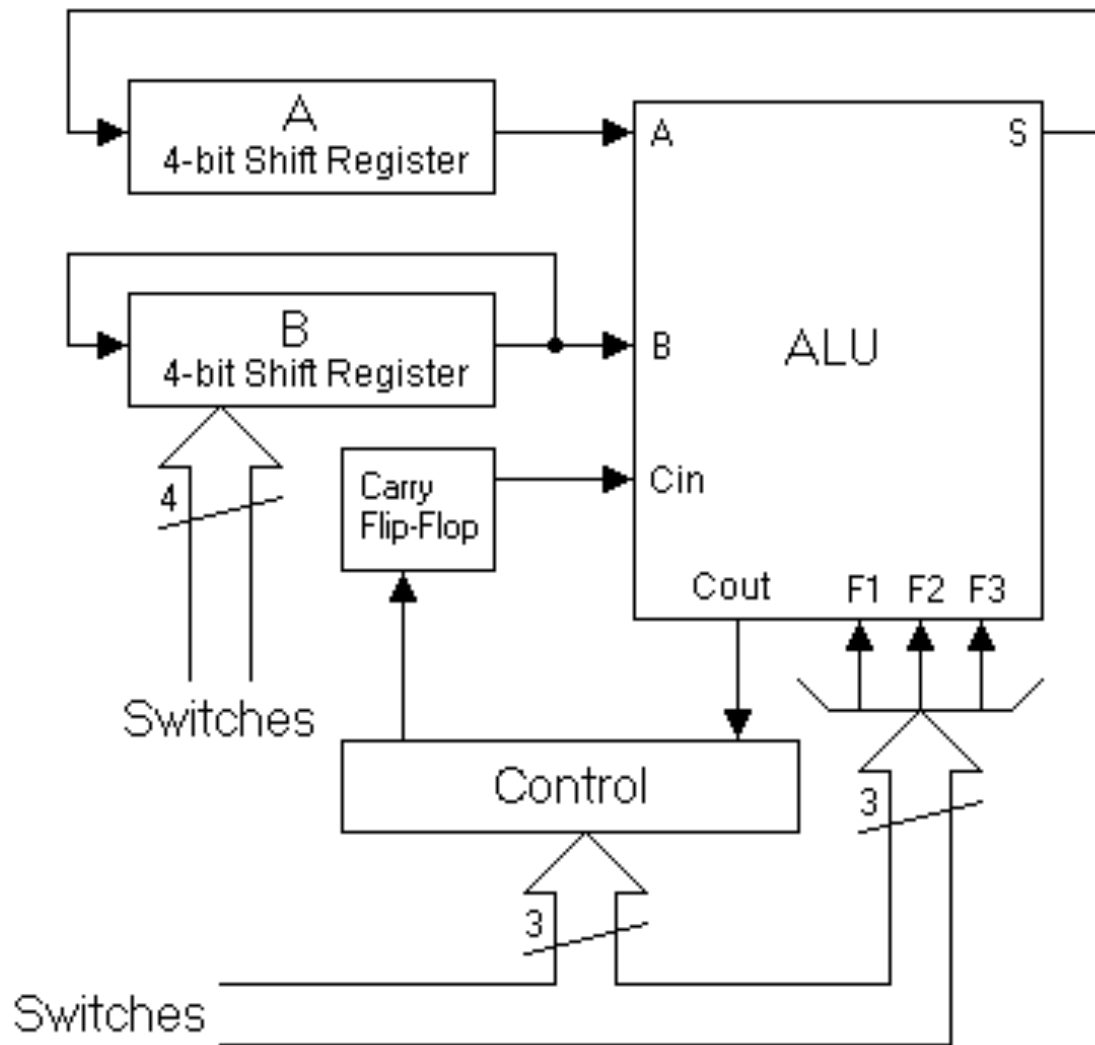 A
4-bit Shift Register
A
S
B
4-bit Shift Register
B
ALU
Carry
Flip-Flop
Cin
4
Cout
F1
F2
F3
Switches
Control
3
3
Switches